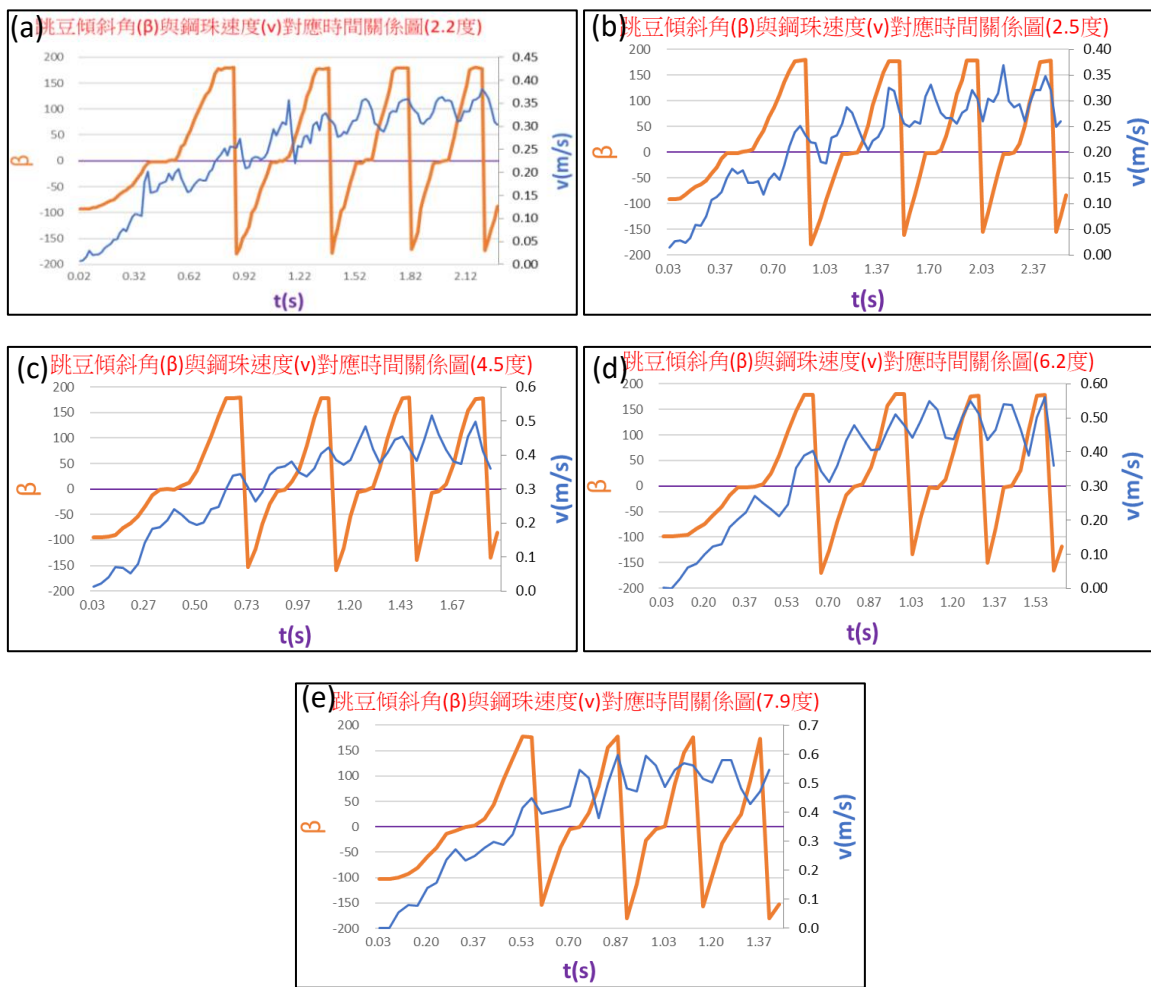 (a)
跳豆傾斜角(β)與鋼珠速度(v)對應時間關係圖(2.2度)
200
150
100
50
0
-50
-100
-150
-200
β
0.45
0.40
0.35
0.30
0.25
0.20
0.15
0.10
0.05
0.00
v(m/s)
0.02 0.32 0.62 0.92 1.22 1.52 1.82 2.12
t(s)
(b)
跳豆傾斜角(β)與鋼珠速度(v)對應時間關係圖(2.5度)
200
150
100
50
0
-50
-100
-150
-200
β
0.40
0.35
0.30
0.25
0.20
0.15
0.10
0.05
0.00
v(m/s)
0.03 0.37 0.70 1.03 1.37 1.70 2.03 2.37
t(s)
(c)
跳豆傾斜角(β)與鋼珠速度(v)對應時間關係圖(4.5度)
200
150
100
50
0
-50
-100
-150
-200
β
0.6
0.5
0.4
0.3
0.2
0.1
0.0
v(m/s)
0.03 0.27 0.50 0.73 0.97 1.20 1.43 1.67
t(s)
(d)
跳豆傾斜角(β)與鋼珠速度(v)對應時間關係圖(6.2度)
200
150
100
50
0
-50
-100
-150
-200
β
0.60
0.50
0.40
0.30
0.20
0.10
0.00
v(m/s)
0.03 0.20 0.37 0.53 0.70 0.87 1.03 1.20 1.37 1.53
t(s)
(e)
跳豆傾斜角(β)與鋼珠速度(v)對應時間關係圖(7.9度)
200
150
100
50
0
-50
-100
-150
-200
β
0.7
0.6
0.5
0.4
0.3
0.2
0.1
0.0
v(m/s)
0.03 0.20 0.37 0.53 0.70 0.87 1.03 1.20 1.37
t(s)